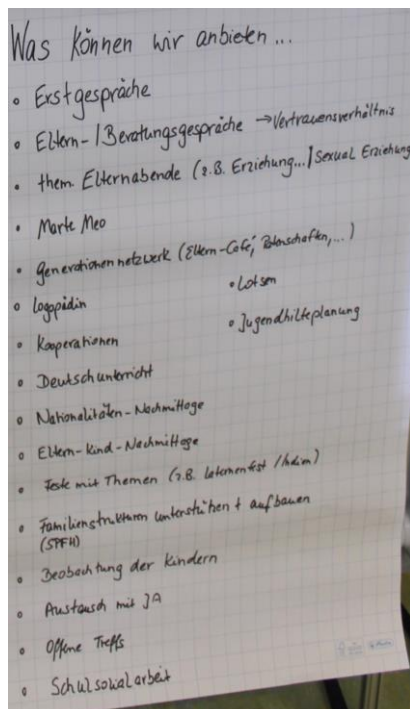 Was können wir anbieten...
• Erstgespräche
• Eltern-/Beratungsgespräche → Vertrauensverhältnis
• them. Elternabende (z.B. Erziehung.../Sexual Erziehung
• Marte Meo
• Generationennetzwerk (Eltern-Café, Patenschaften,...)
• Lotsen
• Logopädin
• Jugendhilfeplanung
• Kooperationen
• Deutschunterricht
• Nationalitäten-Nachmittage
• Eltern-Kind-Nachmittage
• Feste mit Themen (z.B. Laternenfest /
• Familienstrukturen unterstützen + aufbauen
(SPFH)
• Beobachtung der Kindern
• Austausch mit JA
• Offene Treffs
• Schulsozialarbeit